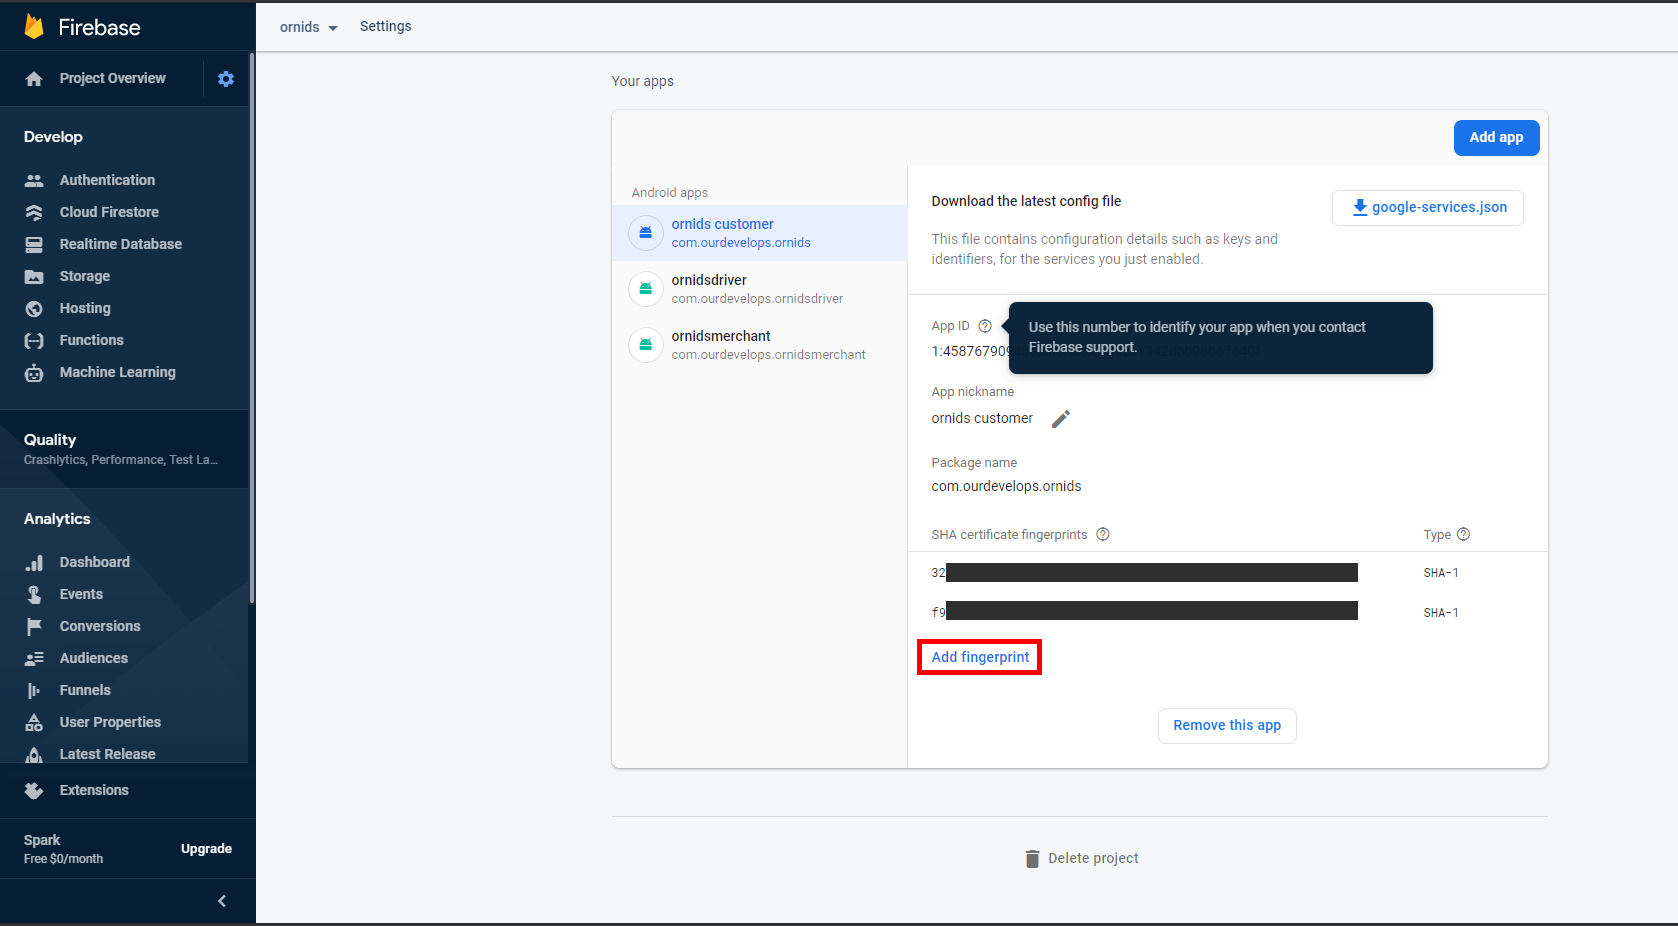 Firebase
ornids
Settings
Project Overview
Develop
Authentication
Cloud Firestore
Realtime Database
Storage
Hosting
Functions
Machine Learning
Quality
Crashlytics, Performance, Test La...
Analytics
Dashboard
Events
Conversions
Audiences
Funnels
User Properties
Latest Release
Extensions
Spark
Free $0/month
Upgrade
Your apps
Add app
Android apps
ornids customer
com.ourdevelops.ornids
ornidsdriver
com.ourdevelops.ornidsdriver
ornidsmerchant
com.ourdevelops.ornidsmerchant
Download the latest config file
google-services.json
This file contains configuration details such as keys and
identifiers, for the services you just enabled.
App ID
Use this number to identify your app when you contact
Firebase support.
1:458767909
App nickname
ornids customer
Package name
com.ourdevelops.ornids
SHA certificate fingerprints
Type
32
SHA-1
f9
SHA-1
Add fingerprint
Remove this app
Delete project